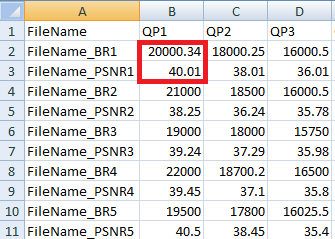 A B C D
1 FileName QP1 QP2 QP3
2 FileName_BR1 20000.34 18000.25 16000.5
3 FileName_PSNR1 40.01 38.01 36.01
4 FileName_BR2 21000 18500 16000.5
5 FileName_PSNR2 38.25 36.24 35.78
6 FileName_BR3 19000 18000 15750
7 FileName_PSNR3 39.24 37.29 35.98
8 FileName_BR4 22000 18700.2 16500
9 FileName_PSNR4 39.45 37.1 35.8
10 FileName_BR5 19500 17800 16025.5
11 FileName_PSNR5 40.5 38.45 35.4